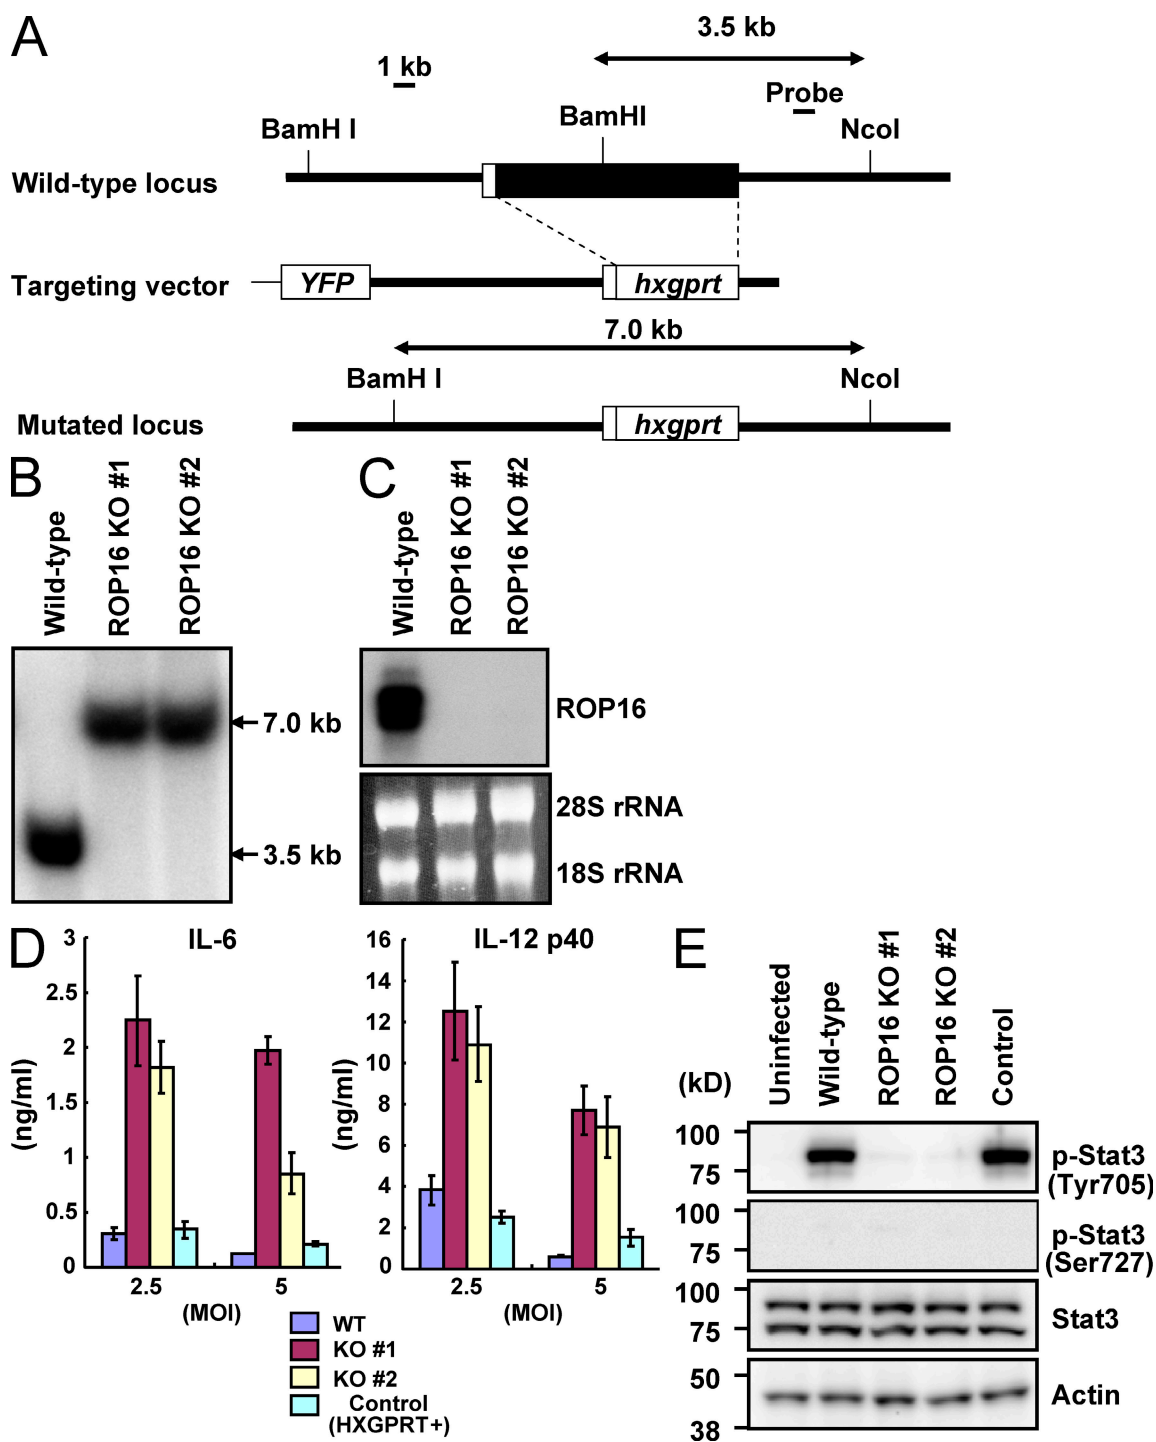 A
3.5 kb
1 kb
Probe
BamH I
BamHI
NcoI
Wild-type locus
Targeting vector
YFP
hxgprt
7.0 kb
BamH I
NcoI
Mutated locus
hxgprt
B
Wild-type
ROP16 KO #1
ROP16 KO #2
7.0 kb
3.5 kb
C
Wild-type
ROP16 KO #1
ROP16 KO #2
ROP16
28S rRNA
18S rRNA
D
IL-6
(ng/ml)
3
2.5
2
1.5
1
0.5
0
2.5
5
(MOI)
IL-12 p40
(ng/ml)
16
14
12
10
8
6
4
2
0
2.5
5
(MOI)
WT
KO #1
KO #2
Control
(HXGPRT+)
E
Uninfected
Wild-type
ROP16 KO #1
ROP16 KO #2
Control
(kD)
100
75
p-Stat3
(Tyr705)
100
75
p-Stat3
(Ser727)
100
75
Stat3
50
38
Actin